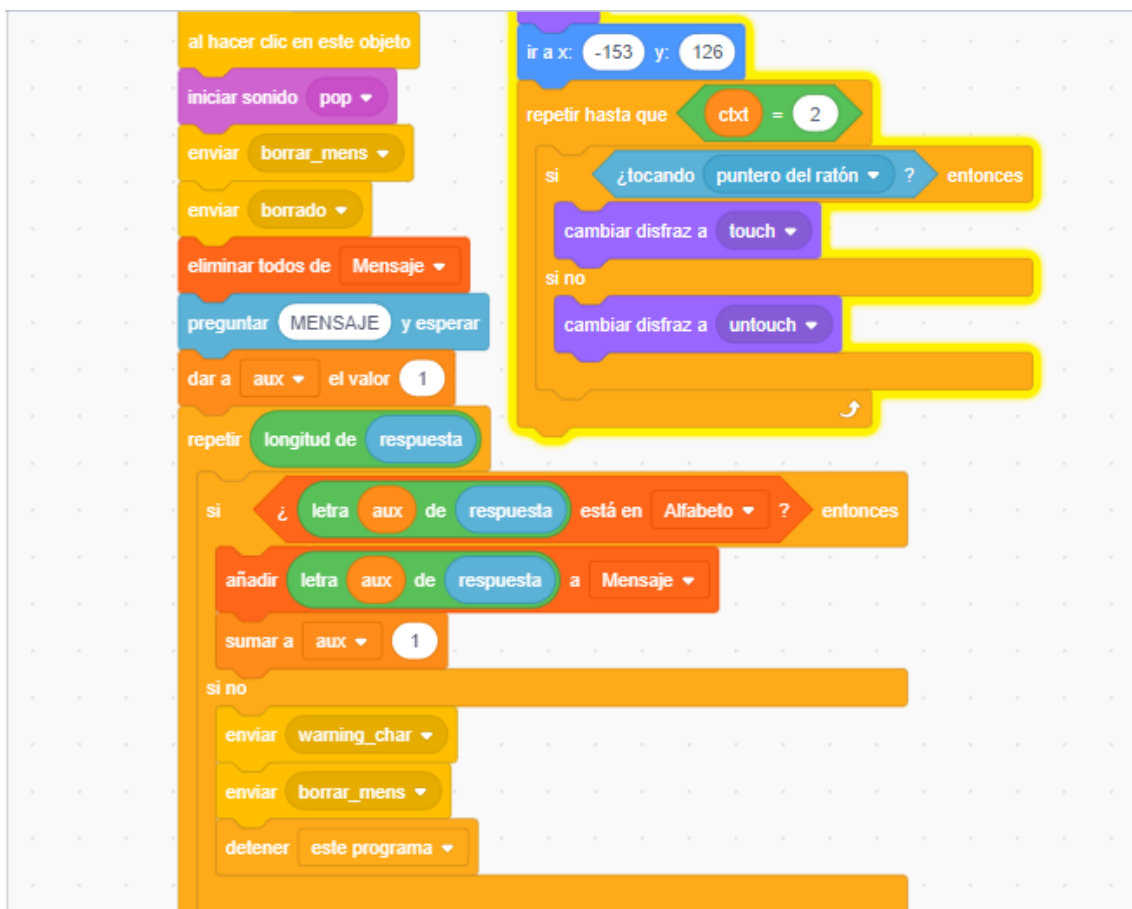 al hacer clic en este objeto
iniciar sonido pop
enviar borrar_mens
enviar borrado
eliminar todos de Mensaje
preguntar MENSAJE y esperar
dar a aux el valor 1
repetir longitud de respuesta
si ¿ letra aux de respuesta está en Alfabeto ? entonces
añadir letra aux de respuesta a Mensaje
sumar a aux 1
si no
enviar warning_char
enviar borrar_mens
detener este programa
ir a x: -153 y: 126
repetir hasta que ctxt = 2
si ¿tocando puntero del ratón ? entonces
cambiar disfraz a touch
si no
cambiar disfraz a untouch